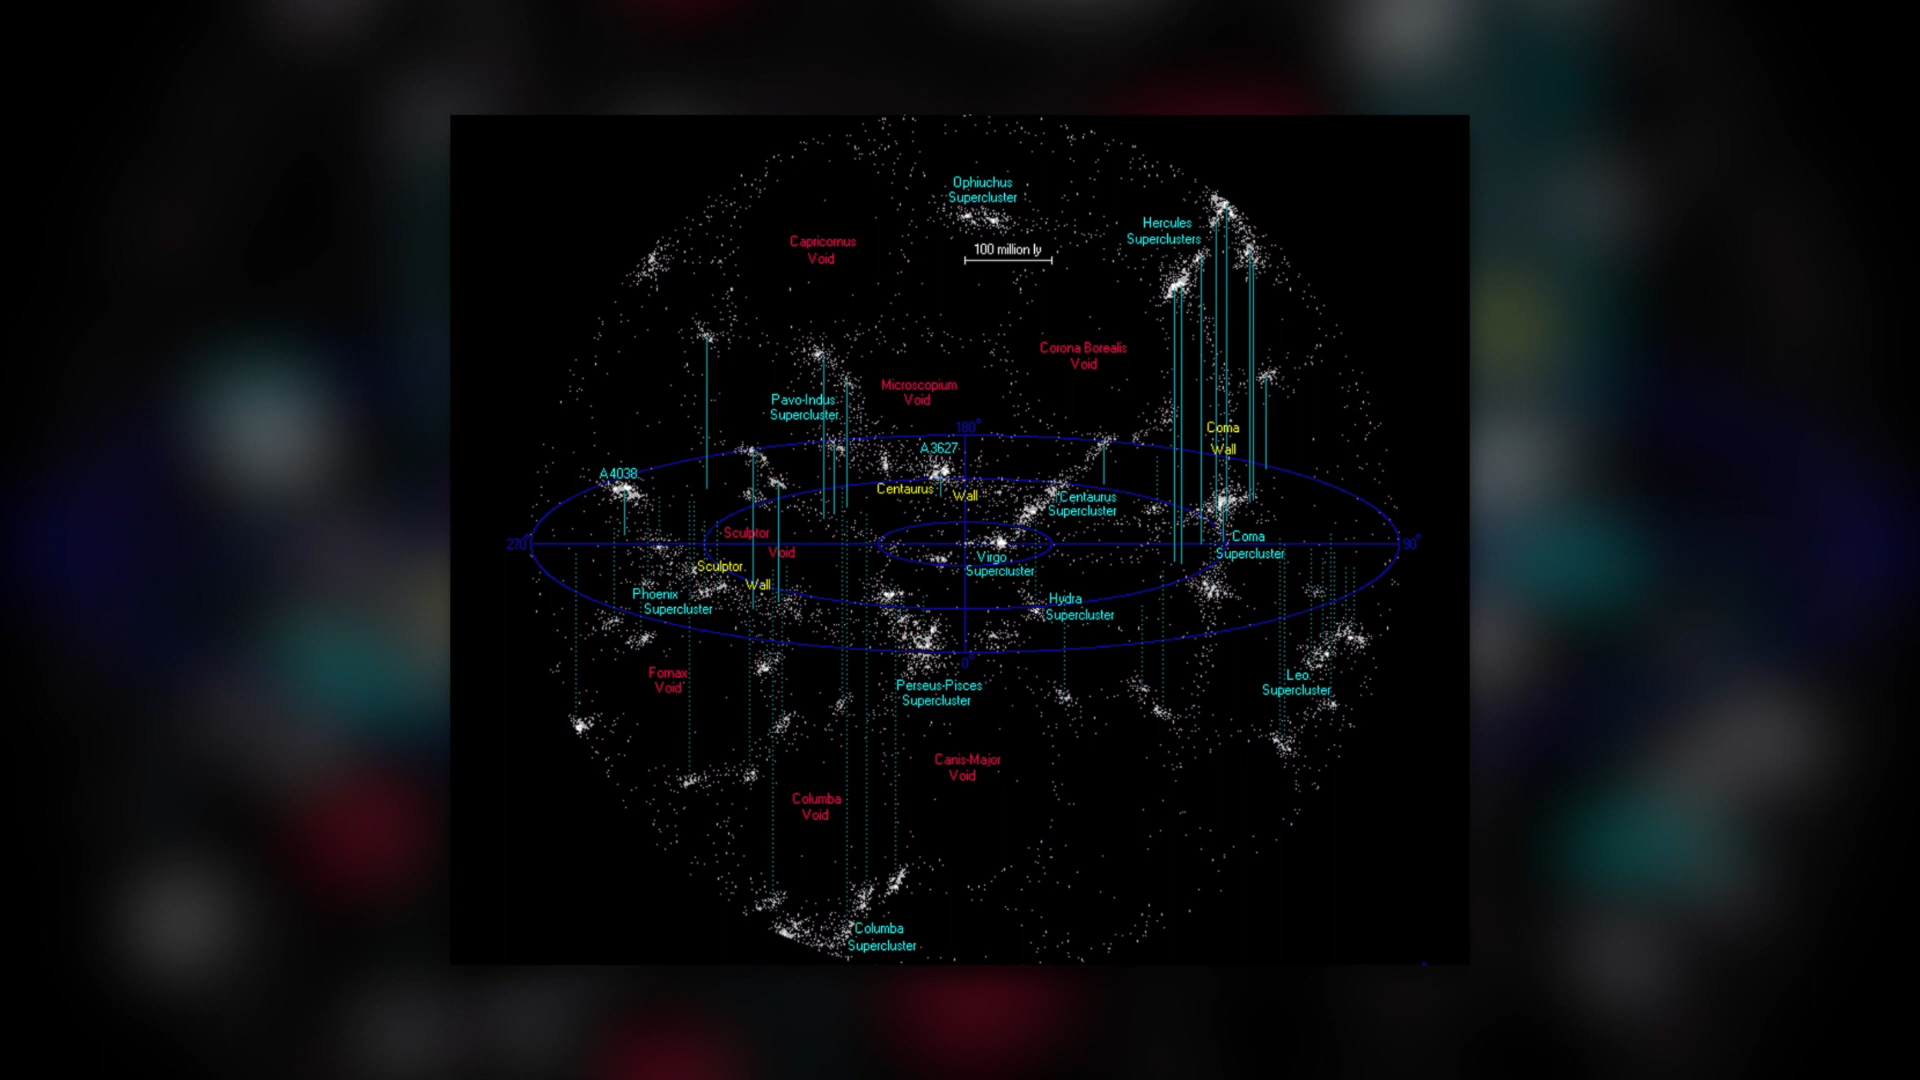 Ophiuchus
Supercluster
Hercules
Superclusters
Capricornus
Void
100 million ly
Corona Borealis
Void
Microscopium
Void
Pavo-Indus
Supercluster
180°
Coma
Wall
A3627
A4038
Centaurus
Wall
Centaurus
Supercluster
Sculptor
Void
270°
90°
Coma
Supercluster
Virgo
Supercluster
Sculptor
Wall
Phoenix
Supercluster
Hydra
Supercluster
0°
Fornax
Void
Perseus-Pisces
Supercluster
Leo
Supercluster
Canis-Major
Void
Columba
Void
Columba
Supercluster